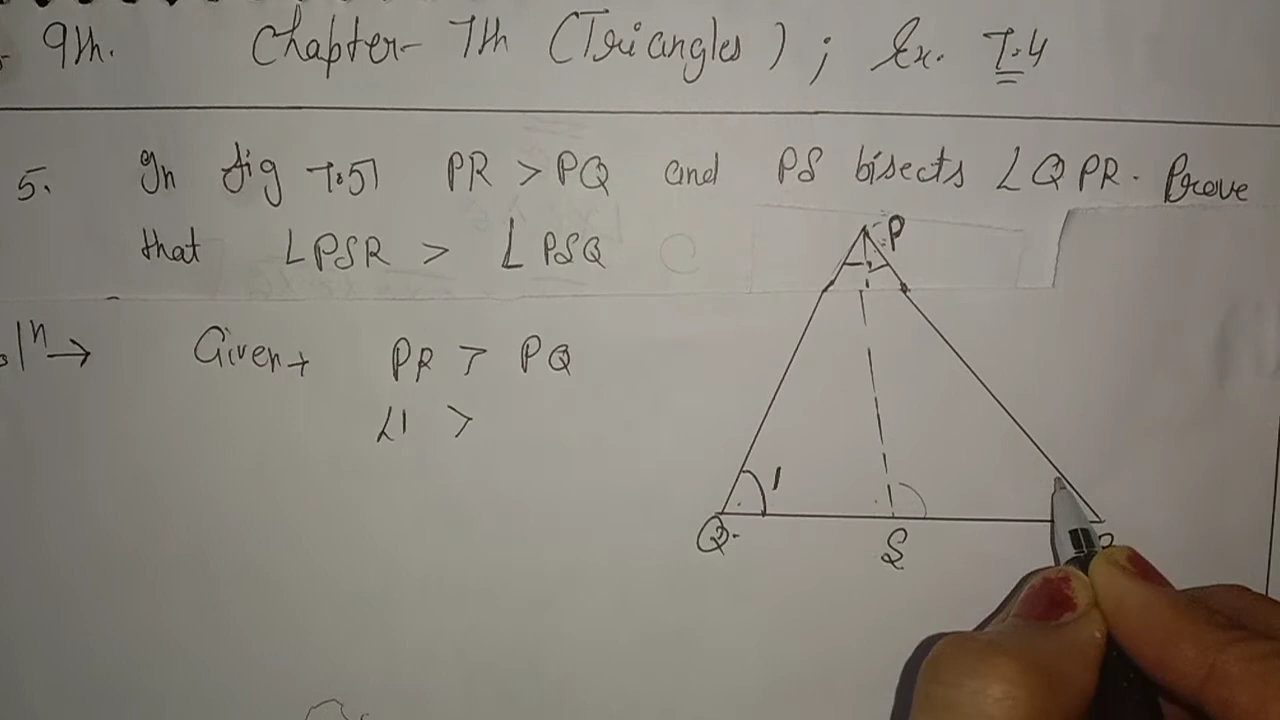 9th. Chapter- 7th (Triangles) ; Ex. 7.4
5. In fig 7.51 PR > PQ and PS bisects ∠QPR. Prove
that ∠PSR > ∠PSQ
P
Solⁿ→ Given→ PR > PQ
∠1 >
1
Q S